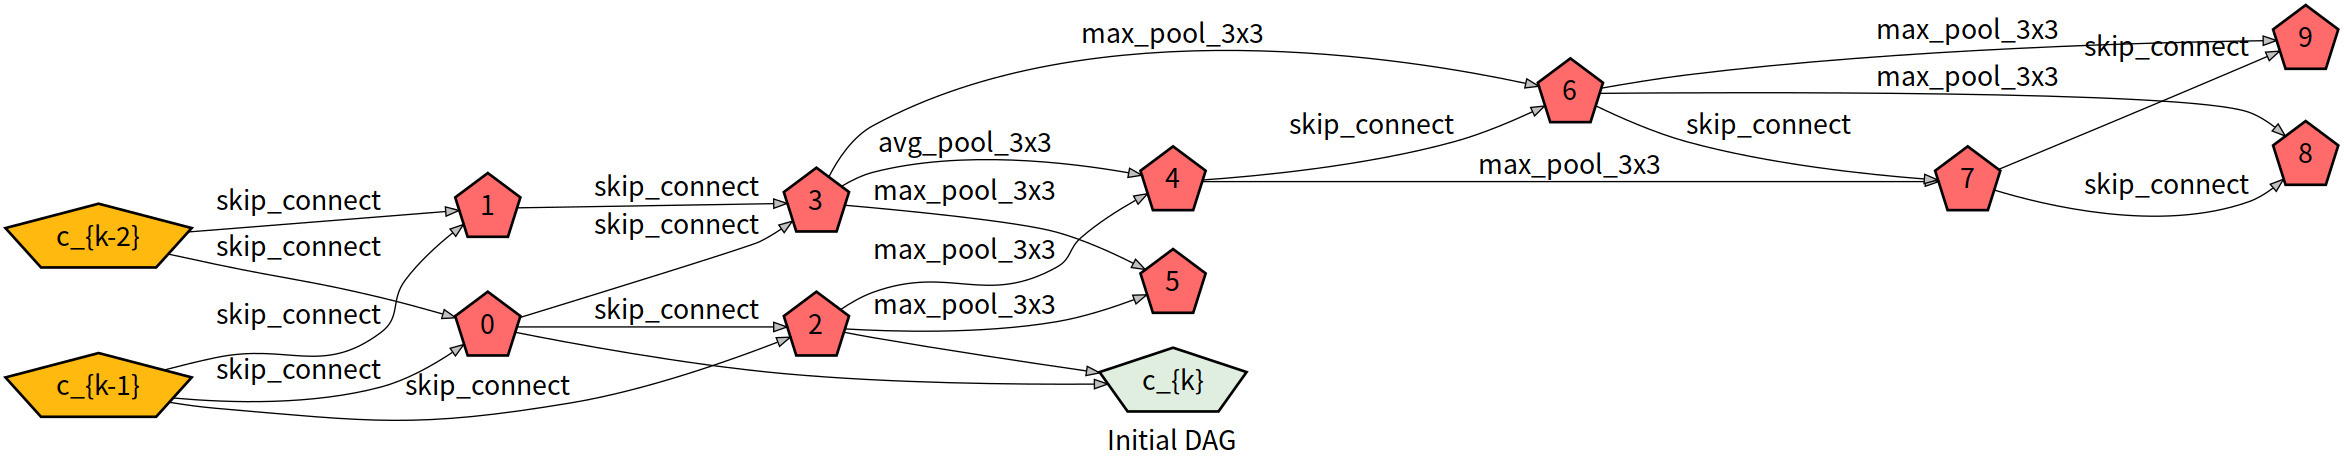 max_pool_3x3
max_pool_3x3
skip_connect
9
max_pool_3x3
6
skip_connect
skip_connect
avg_pool_3x3
8
max_pool_3x3
4
7
skip_connect
skip_connect
max_pool_3x3
skip_connect
1
3
skip_connect
c_{k-2}
skip_connect
max_pool_3x3
5
skip_connect
skip_connect
max_pool_3x3
0
2
skip_connect
c_{k-1}
skip_connect
c_{k}
Initial DAG